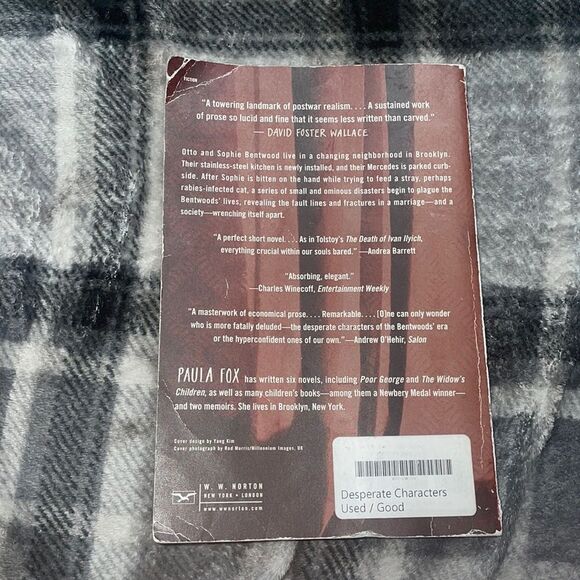 FICTION
"A towering landmark of postwar realism. . . . A sustained work
of prose so lucid and fine that it seems less written than carved."
— DAVID FOSTER WALLACE
Otto and Sophie Bentwood live in a changing neighborhood in Brooklyn.
Their stainless-steel kitchen is newly installed, and their Mercedes is parked curb-
side. After Sophie is bitten on the hand while trying to feed a stray, perhaps
rabies-infected cat, a series of small and ominous disasters begin to plague the
Bentwoods' lives, revealing the fault lines and fractures in a marriage—and a
society—wrenching itself apart.
"A perfect short novel. . . . As in Tolstoy's The Death of Ivan Ilyich,
everything crucial within our souls bared." —Andrea Barrett
"Absorbing, elegant."
—Charles Winecoff, Entertainment Weekly
"A masterwork of economical prose. . . . Remarkable. . . . [O]ne can only wonder
who is more fatally deluded—the desperate characters of the Bentwoods' era
or the hyperconfident ones of our own." —Andrew O'Hehir, Salon
PAULA FOX has written six novels, including Poor George and The Widow's
Children, as well as many children's books—among them a Newbery Medal winner—
and two memoirs. She lives in Brooklyn, New York.
Cover design by Yang Kim
Cover photograph by Rod Morris/Millennium Images, UK
W. W. NORTON
NEW YORK • LONDON
www.wwnorton.com
Desperate Characters
Used / Good